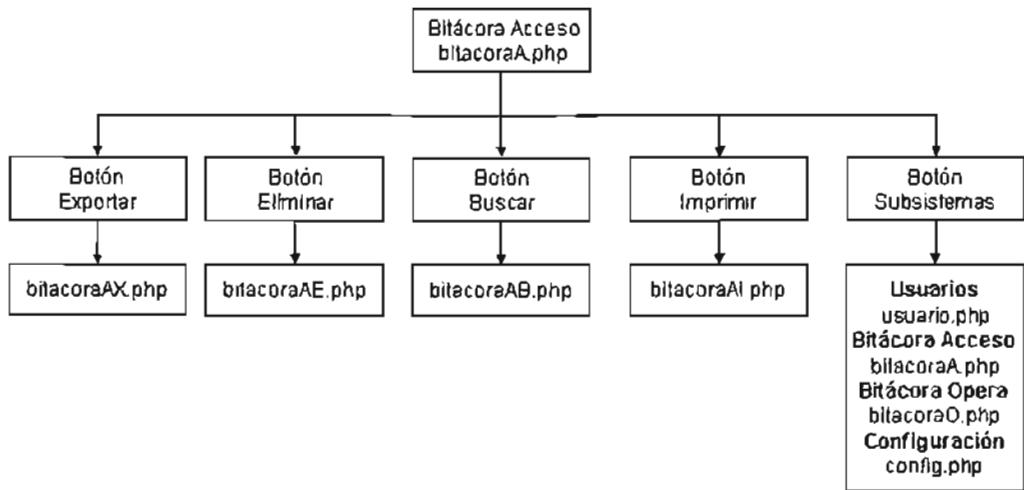 Bitácora Acceso
bitacoraA.php
Botón
Exportar
Botón
Eliminar
Botón
Buscar
Botón
Imprimir
Botón
Subsistemas
bitacoraAX.php
bitacoraAE.php
bitacoraAB.php
bitacoraAI.php
Usuarios
usuario.php
Bitácora Acceso
bitacoraA.php
Bitácora Opera
bitacoraO.php
Configuración
config.php